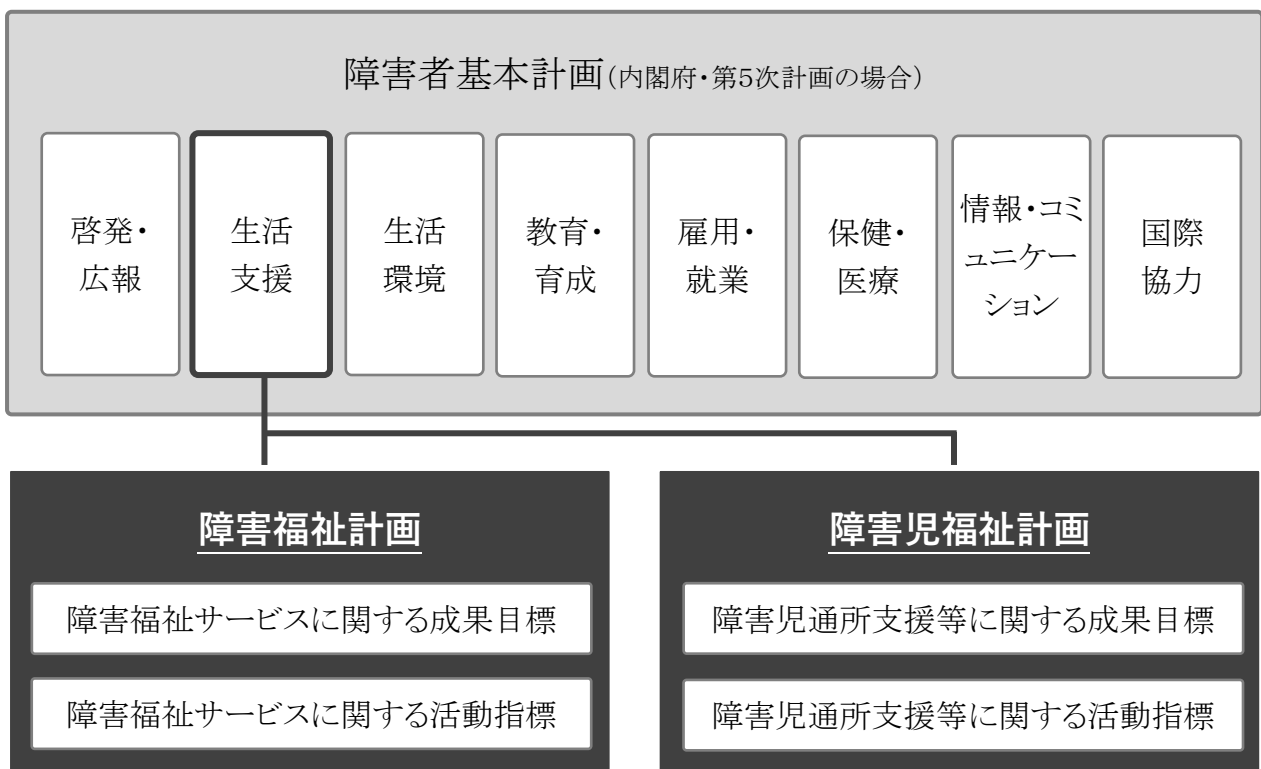 障害者基本計画(内閣府・第5次計画の場合)
啓発・
広報
生活
支援
生活
環境
教育・
育成
雇用・
就業
保健・
医療
情報・コミ
ュニケー
ション
国際
協力
障害福祉計画
障害福祉サービスに関する成果目標
障害福祉サービスに関する活動指標
障害児福祉計画
障害児通所支援等に関する成果目標
障害児通所支援等に関する活動指標